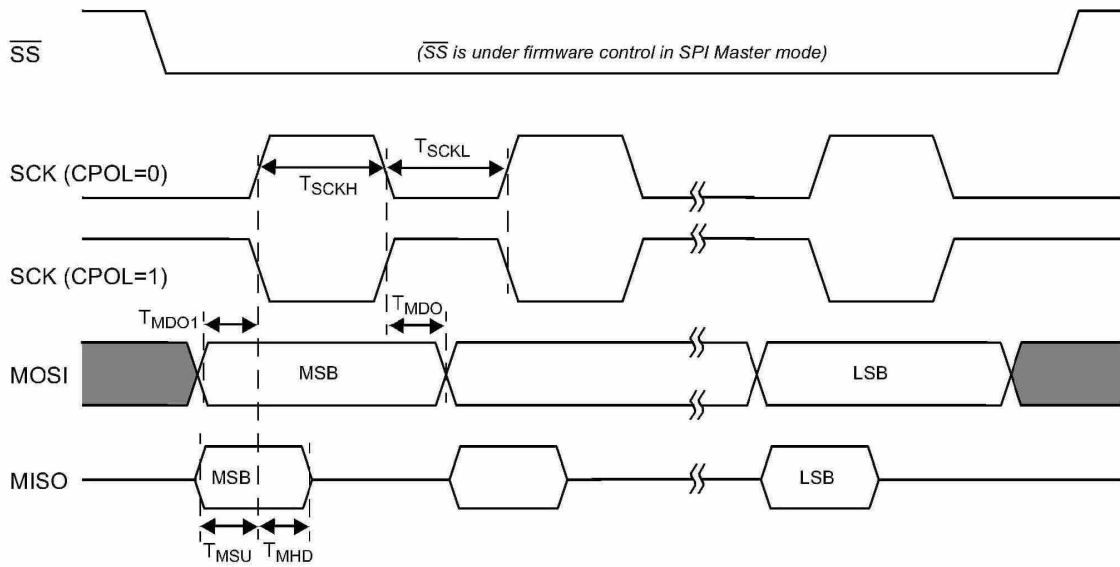 SS
(SS is under firmware control in SPI Master mode)
SCK (CPOL=0)
TSCKH
TSCKL
SCK (CPOL=1)
TMDO1
TMDO
MOSI
MSB
LSB
MISO
MSB
LSB
TMSU
TMHD